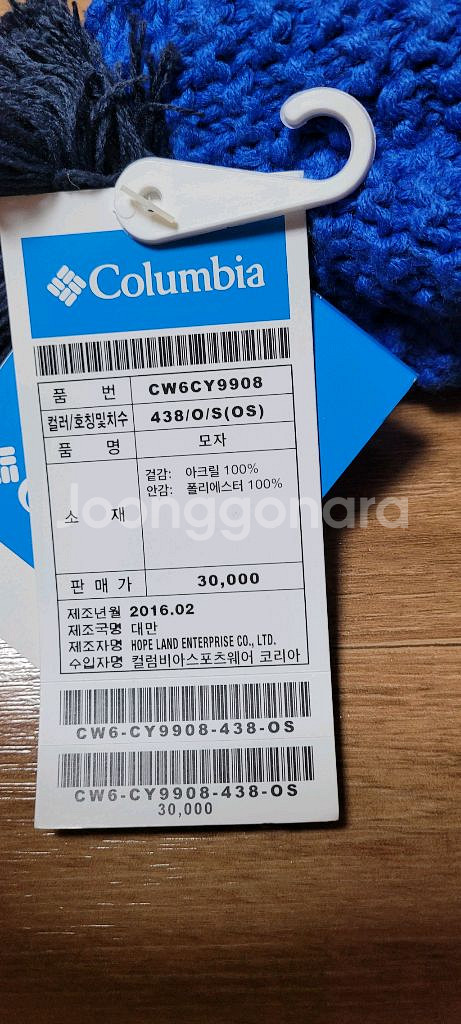 Columbia
품 번 CW6CY9908
컬러/호칭및치수 438/O/S(OS)
품 명 모자
소 재 겉감: 아크릴 100%
안감: 폴리에스터 100%
Joonggonara
판 매 가 30,000
제조년월 2016.02
제조국명 대만
제조자명 HOPE LAND ENTERPRISE CO., LTD.
수입자명 컬럼비아스포츠웨어 코리아
CW6-CY9908-438-OS
CW6-CY9908-438-OS
30,000